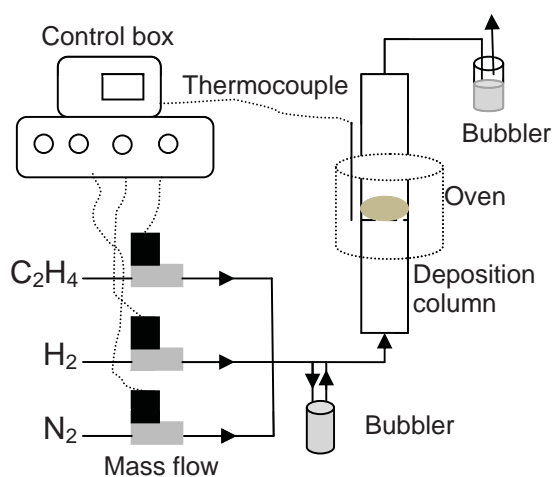 Control box
Thermocouple
Bubbler
Oven
C₂H₄
Deposition
column
H₂
N₂
Bubbler
Mass flow